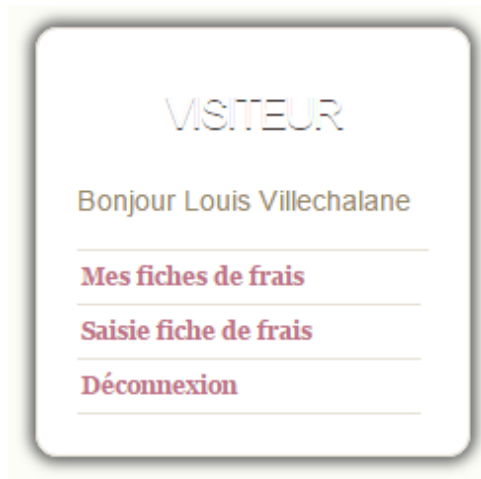 VISITEUR
Bonjour Louis Villechalane
Mes fiches de frais
Saisie fiche de frais
Déconnexion